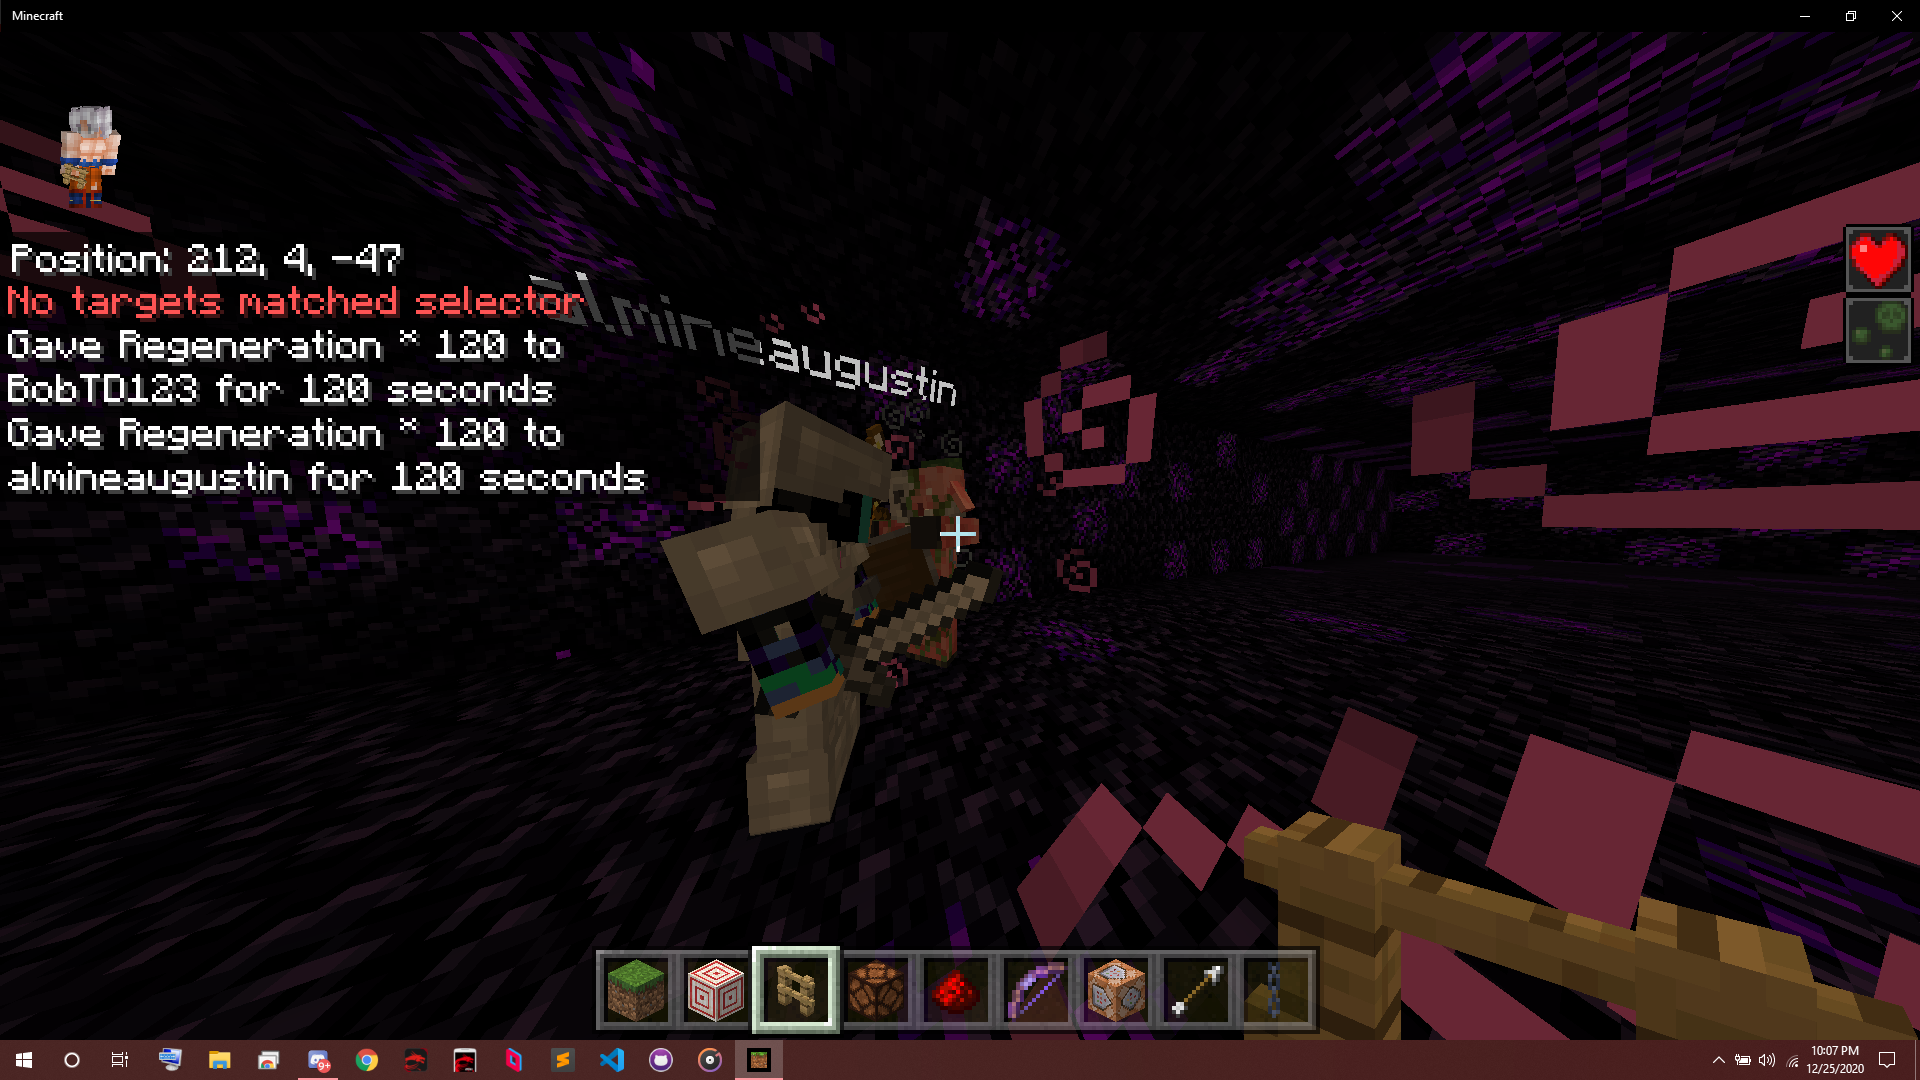 Minecraft
Position: 212, 4, -47
No targets matched selector
Gave Regeneration * 120 to
BobTD123 for 120 seconds
Gave Regeneration * 120 to
almineaugustin for 120 seconds
almineaugustin
9+
10:07 PM
12/25/2020